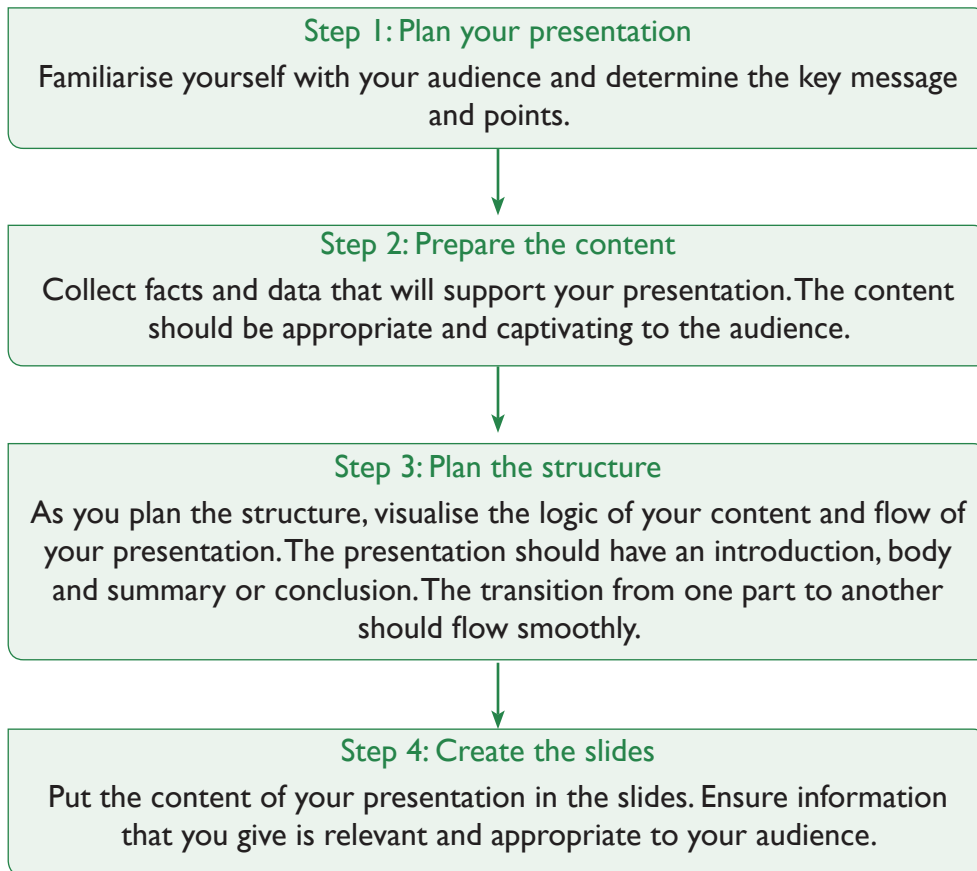 Step 1: Plan your presentation
Familiarise yourself with your audience and determine the key message
and points.
Step 2: Prepare the content
Collect facts and data that will support your presentation. The content
should be appropriate and captivating to the audience.
Step 3: Plan the structure
As you plan the structure, visualise the logic of your content and flow of
your presentation. The presentation should have an introduction, body
and summary or conclusion. The transition from one part to another
should flow smoothly.
Step 4: Create the slides
Put the content of your presentation in the slides. Ensure information
that you give is relevant and appropriate to your audience.